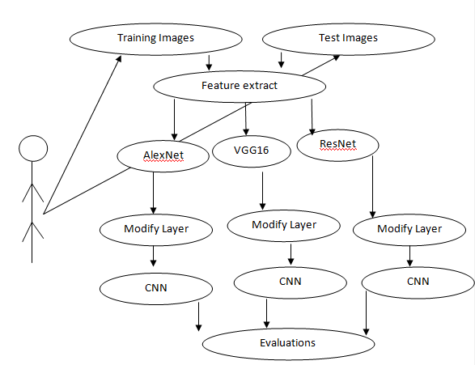 Training Images
Test Images
Feature extract
AlexNet
VGG16
ResNet
Modify Layer
Modify Layer
Modify Layer
CNN
CNN
CNN
Evaluations